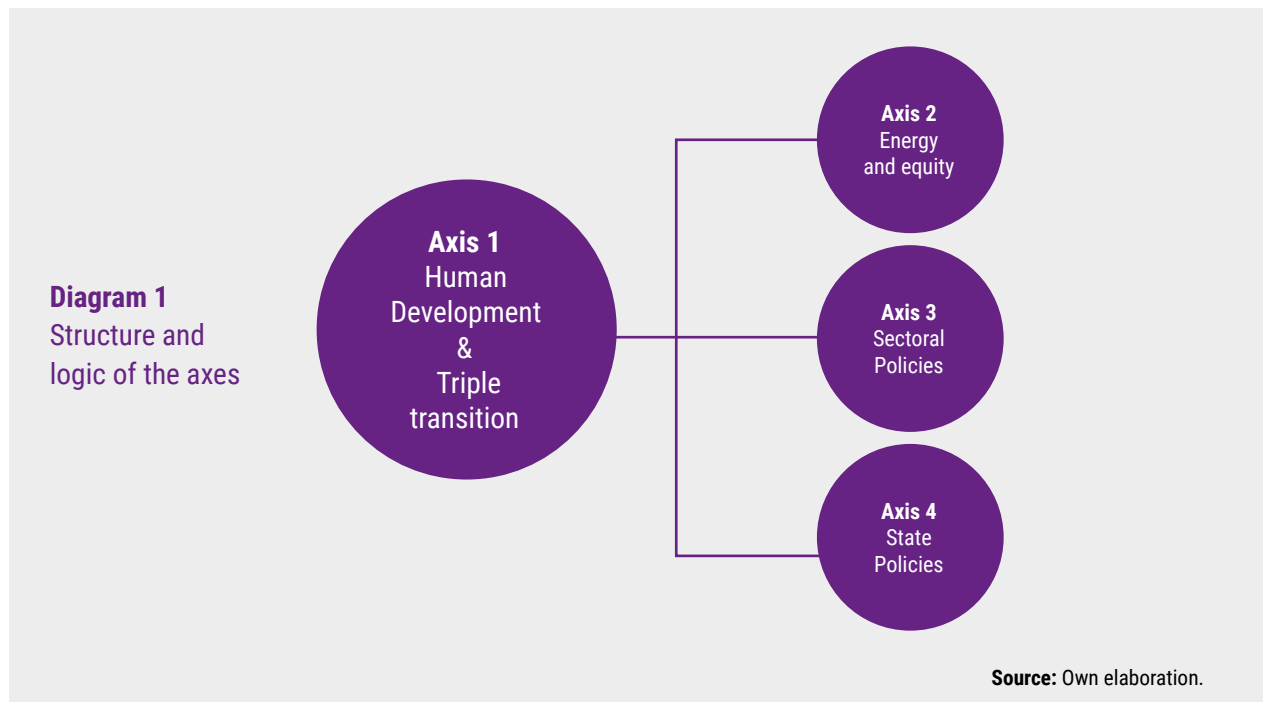 Diagram 1
Structure and
logic of the axes
Axis 1
Human
Development
&
Triple
transition
Axis 2
Energy
and equity
Axis 3
Sectoral
Policies
Axis 4
State
Policies
Source: Own elaboration.